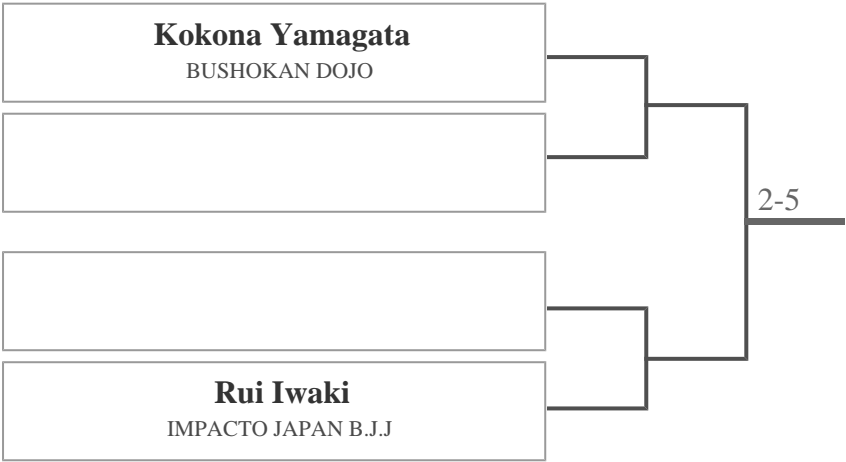 Kokona Yamagata
BUSHOKAN DOJO
2-5
Rui Iwaki
IMPACTO JAPAN B.J.J